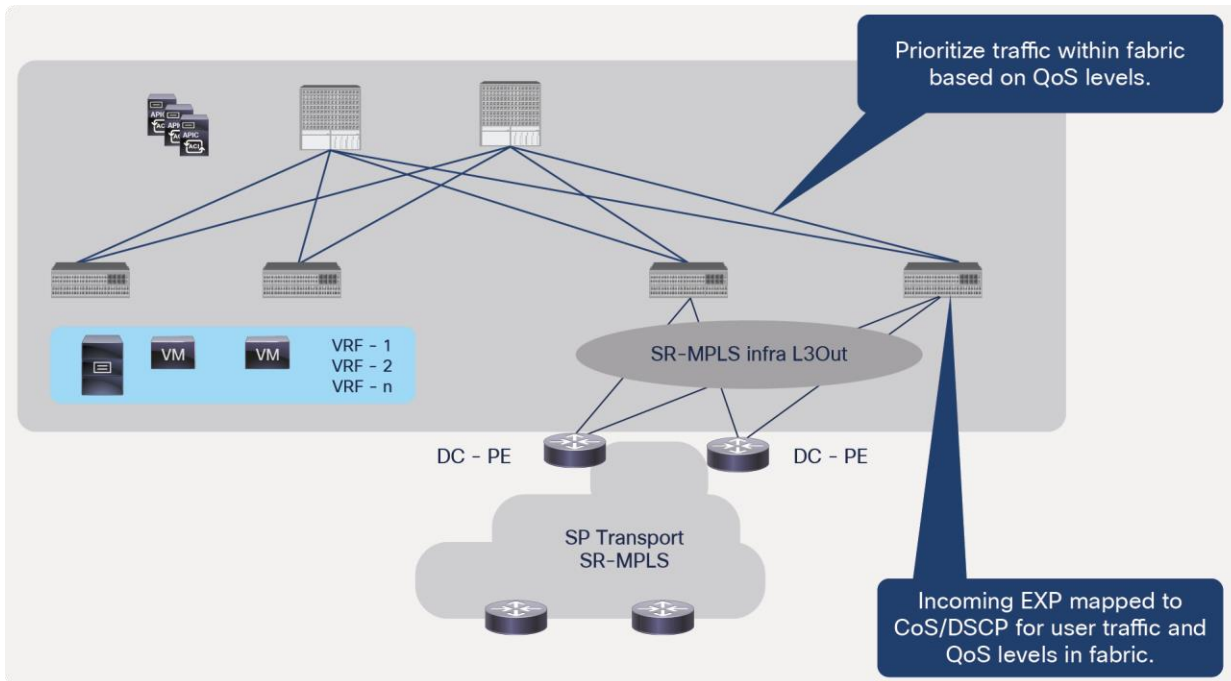 Prioritize traffic within fabric
based on QoS levels.
APIC
ACI
VM
VM
VRF - 1
VRF - 2
VRF - n
SR-MPLS infra L3Out
DC - PE
DC - PE
SP Transport
SR-MPLS
Incoming EXP mapped to
CoS/DSCP for user traffic and
QoS levels in fabric.